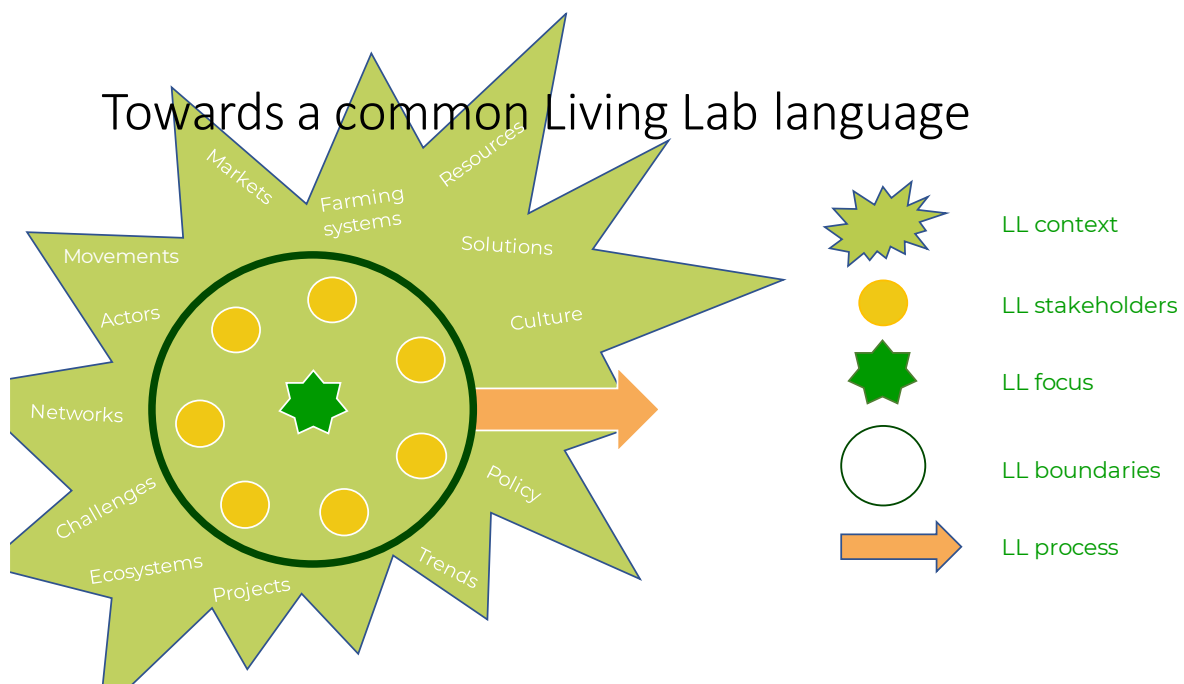 Towards a common Living Lab language
Markets
Resources
Farming
systems
Solutions
Movements
Actors
Culture
Networks
Policy
Challenges
Trends
Ecosystems
Projects
LL context
LL stakeholders
LL focus
LL boundaries
LL process